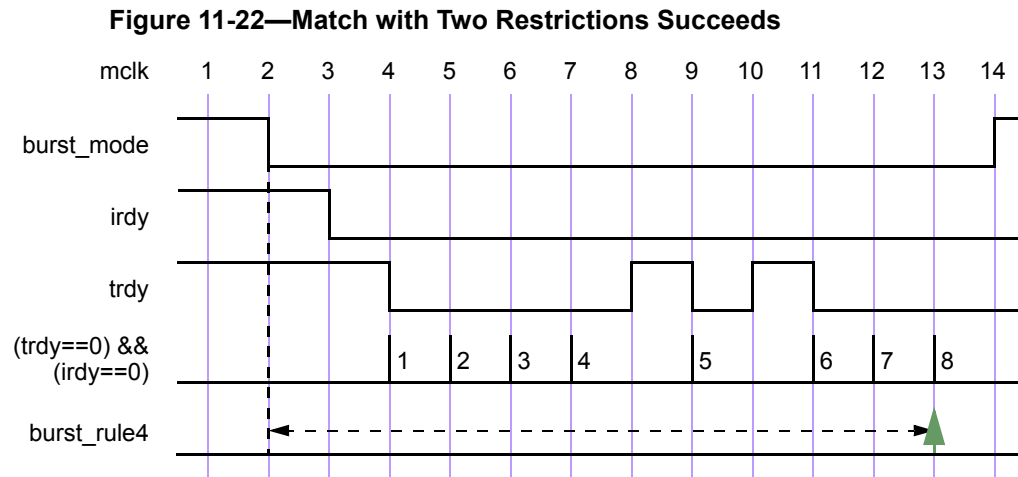 Figure 11-22—Match with Two Restrictions Succeeds
mclk 1 2 3 4 5 6 7 8 9 10 11 12 13 14
burst_mode
irdy
trdy
(trdy==0) &&
(irdy==0) 1 2 3 4 5 6 7 8
burst_rule4